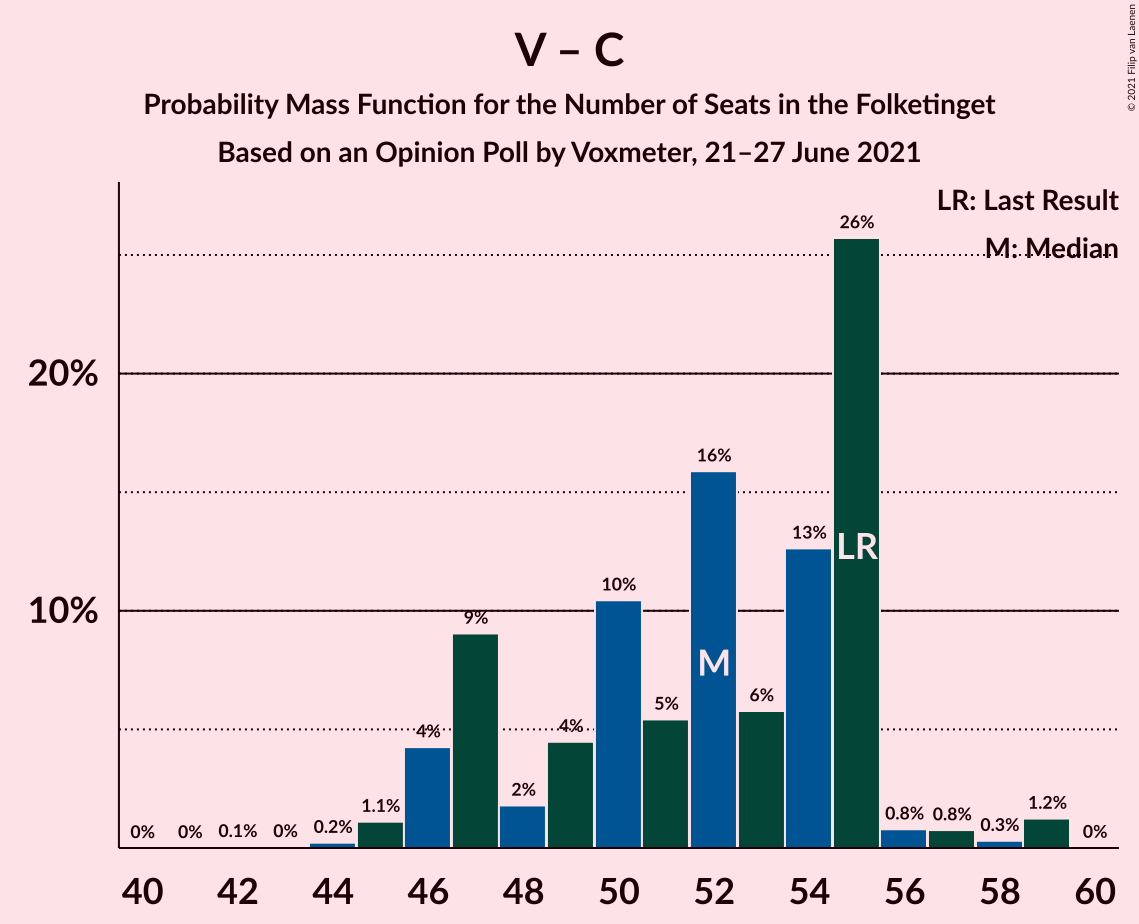 V – C
Probability Mass Function for the Number of Seats in the Folketinget
Based on an Opinion Poll by Voxmeter, 21–27 June 2021
© 2021 Filip van Laenen
LR: Last Result
M: Median
20%
10%
0% 0% 0.1% 0% 0.2% 1.1% 4% 9% 2% 4% 10% 5% 16% 6% 13% 26% 0.8% 0.8% 0.3% 1.2% 0%
M
LR
40 42 44 46 48 50 52 54 56 58 60